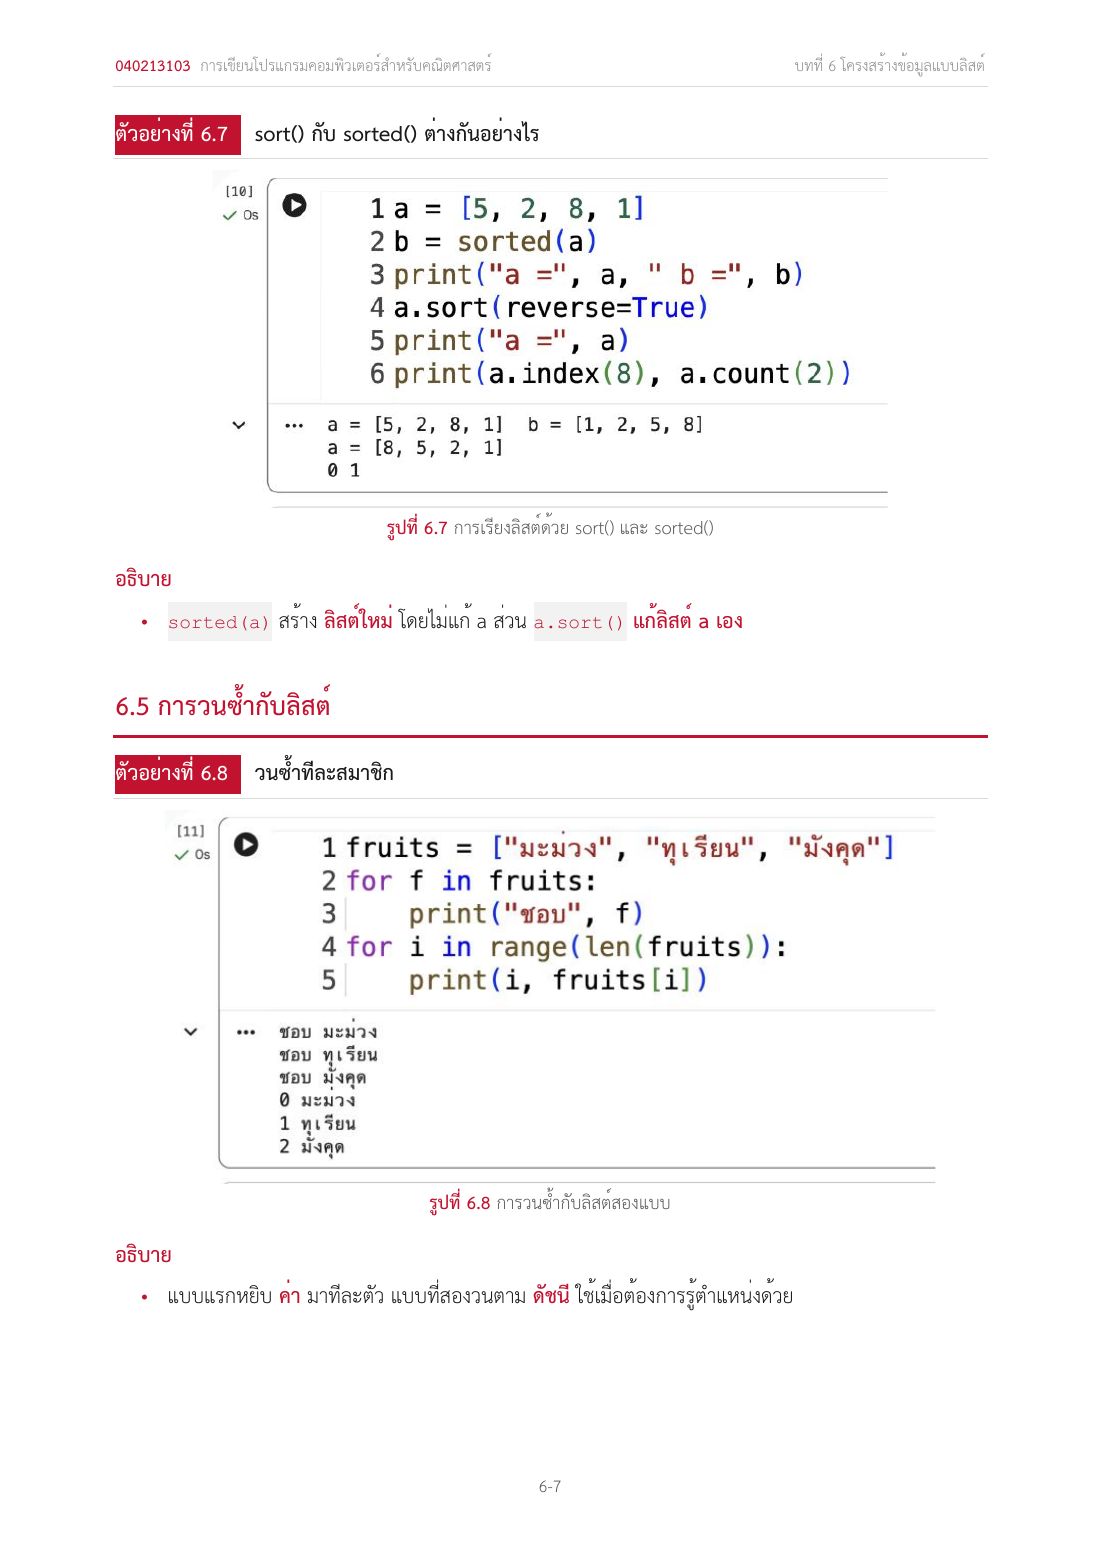 040213103 การเขียนโปรแกรมคอมพิวเตอร์สำหรับคณิตศาสตร์
บทที่ 6 โครงสร้างข้อมูลแบบลิสต์
ตัวอย่างที่ 6.7 sort() กับ sorted() ต่างกันอย่างไร
[10]
0s
1 a = [5, 2, 8, 1]
2 b = sorted(a)
3 print("a =", a, " b =", b)
4 a.sort(reverse=True)
5 print("a =", a)
6 print(a.index(8), a.count(2))
a = [5, 2, 8, 1]  b = [1, 2, 5, 8]
a = [8, 5, 2, 1]
0 1
รูปที่ 6.7 การเรียงลิสต์ด้วย sort() และ sorted()
อธิบาย
• sorted(a) สร้าง ลิสต์ใหม่ โดยไม่แก้ a ส่วน a.sort() แก้ลิสต์ a เอง
6.5 การวนซ้ำกับลิสต์
ตัวอย่างที่ 6.8 วนซ้ำทีละสมาชิก
[11]
0s
1 fruits = ["มะม่วง", "ทุเรียน", "มังคุด"]
2 for f in fruits:
3     print("ชอบ", f)
4 for i in range(len(fruits)):
5     print(i, fruits[i])
ชอบ มะม่วง
ชอบ ทุเรียน
ชอบ มังคุด
0 มะม่วง
1 ทุเรียน
2 มังคุด
รูปที่ 6.8 การวนซ้ำกับลิสต์สองแบบ
อธิบาย
• แบบแรกหยิบ ค่า มาทีละตัว แบบที่สองวนตาม ดัชนี ใช้เมื่อต้องการรู้ตำแหน่งด้วย
6-7